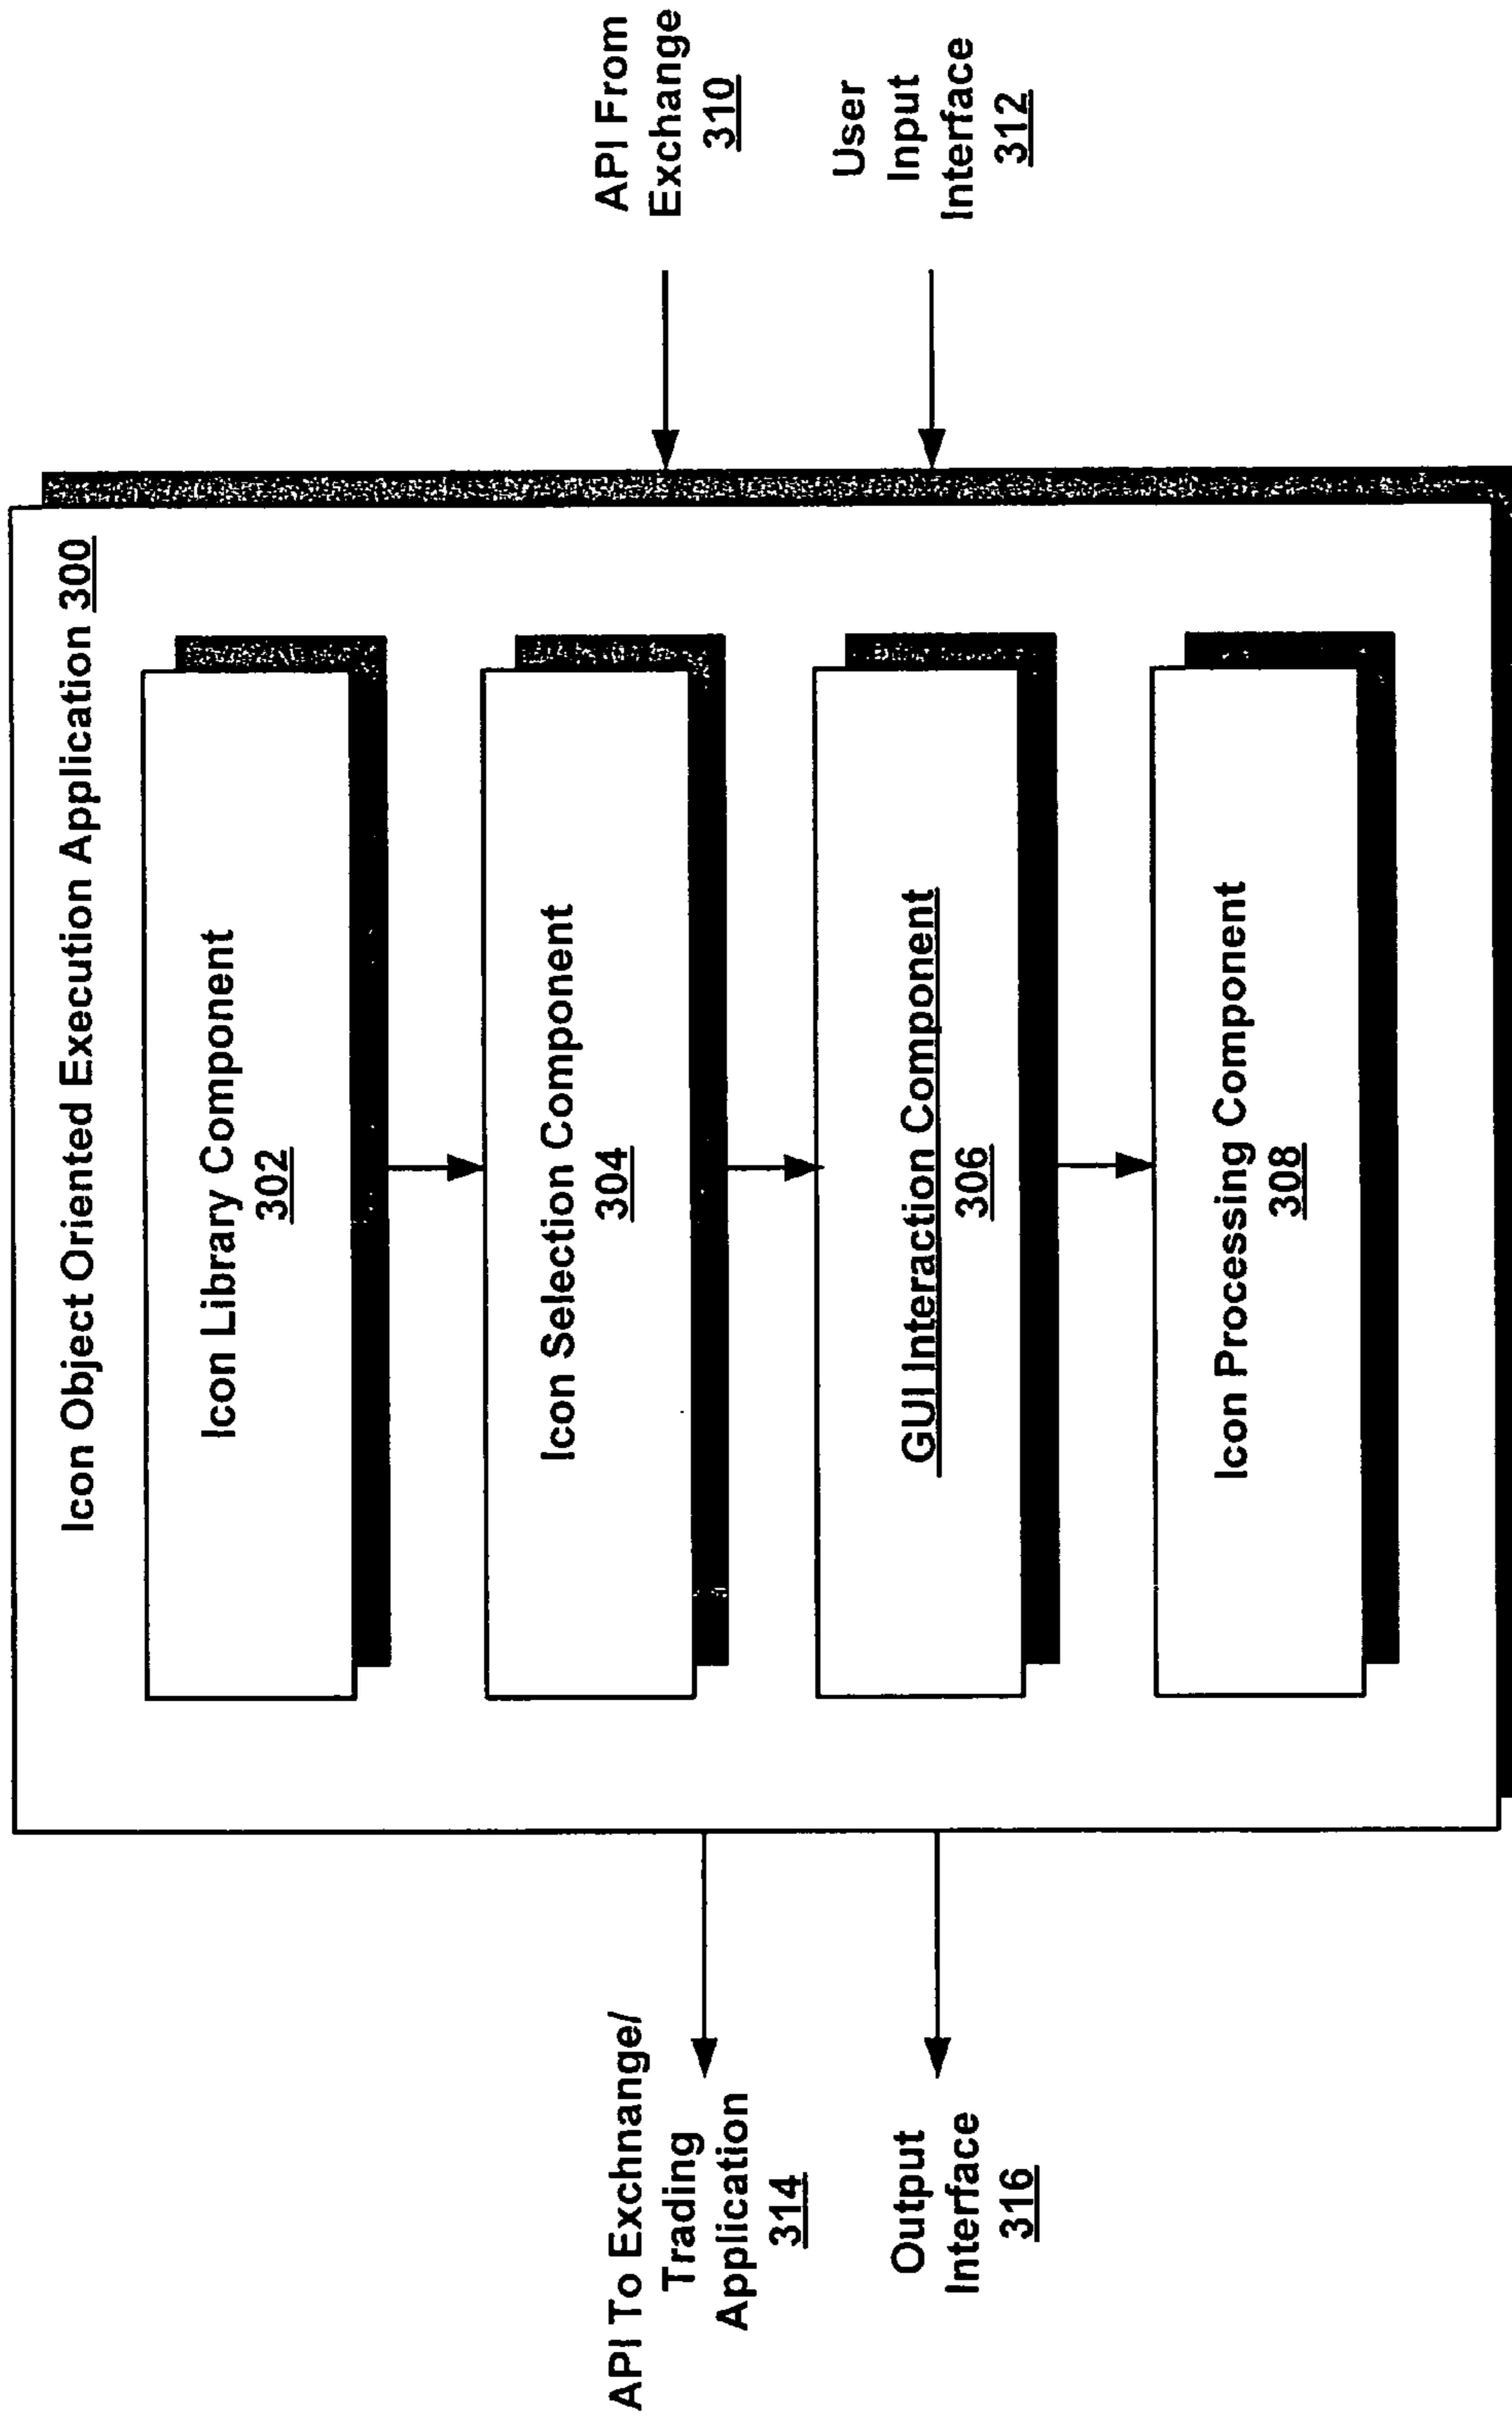 Icon Object Oriented Execution Application 300
Icon Library Component
302
Icon Selection Component
304
GUI Interaction Component
306
Icon Processing Component
308
API To Exchnange/
Trading
Application
314
Output
Interface
316
API From
Exchange
310
User
Input
Interface
312